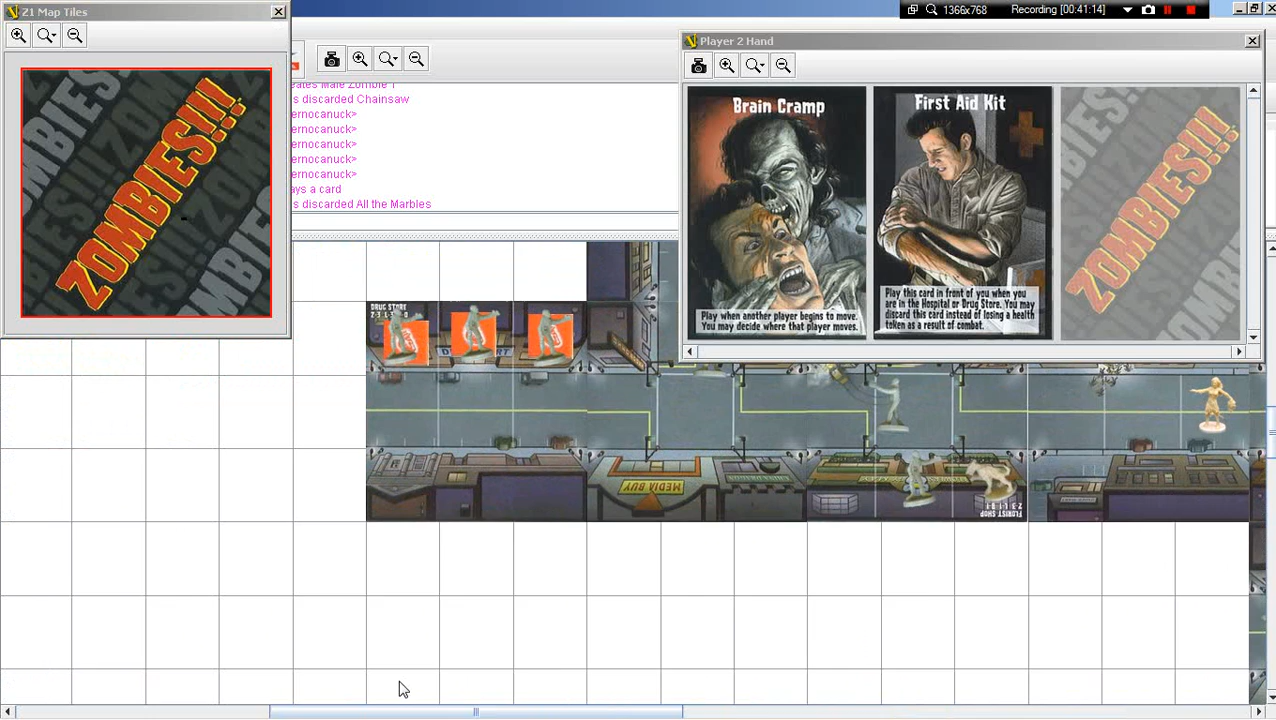 Z1 Map Tiles
1366x768
Recording [00:41:14]
Player 2 Hand
ZOMBIES!!!
eates Male Zombie 1
s discarded Chainsaw
ernocanuck>
ernocanuck>
ernocanuck>
ernocanuck>
ernocanuck>
ays a card
s discarded All the Marbles
Brain Cramp
Play when another player begins to move.
You may decide where that player moves.
First Aid Kit
Play this card in front of you when you
are in the Hospital or Drug Store. You may
discard this card instead of losing a health
token as a result of combat.
ZOMBIES!!!
DRUG STORE
MEDIA BUY
FLORIST SHOP